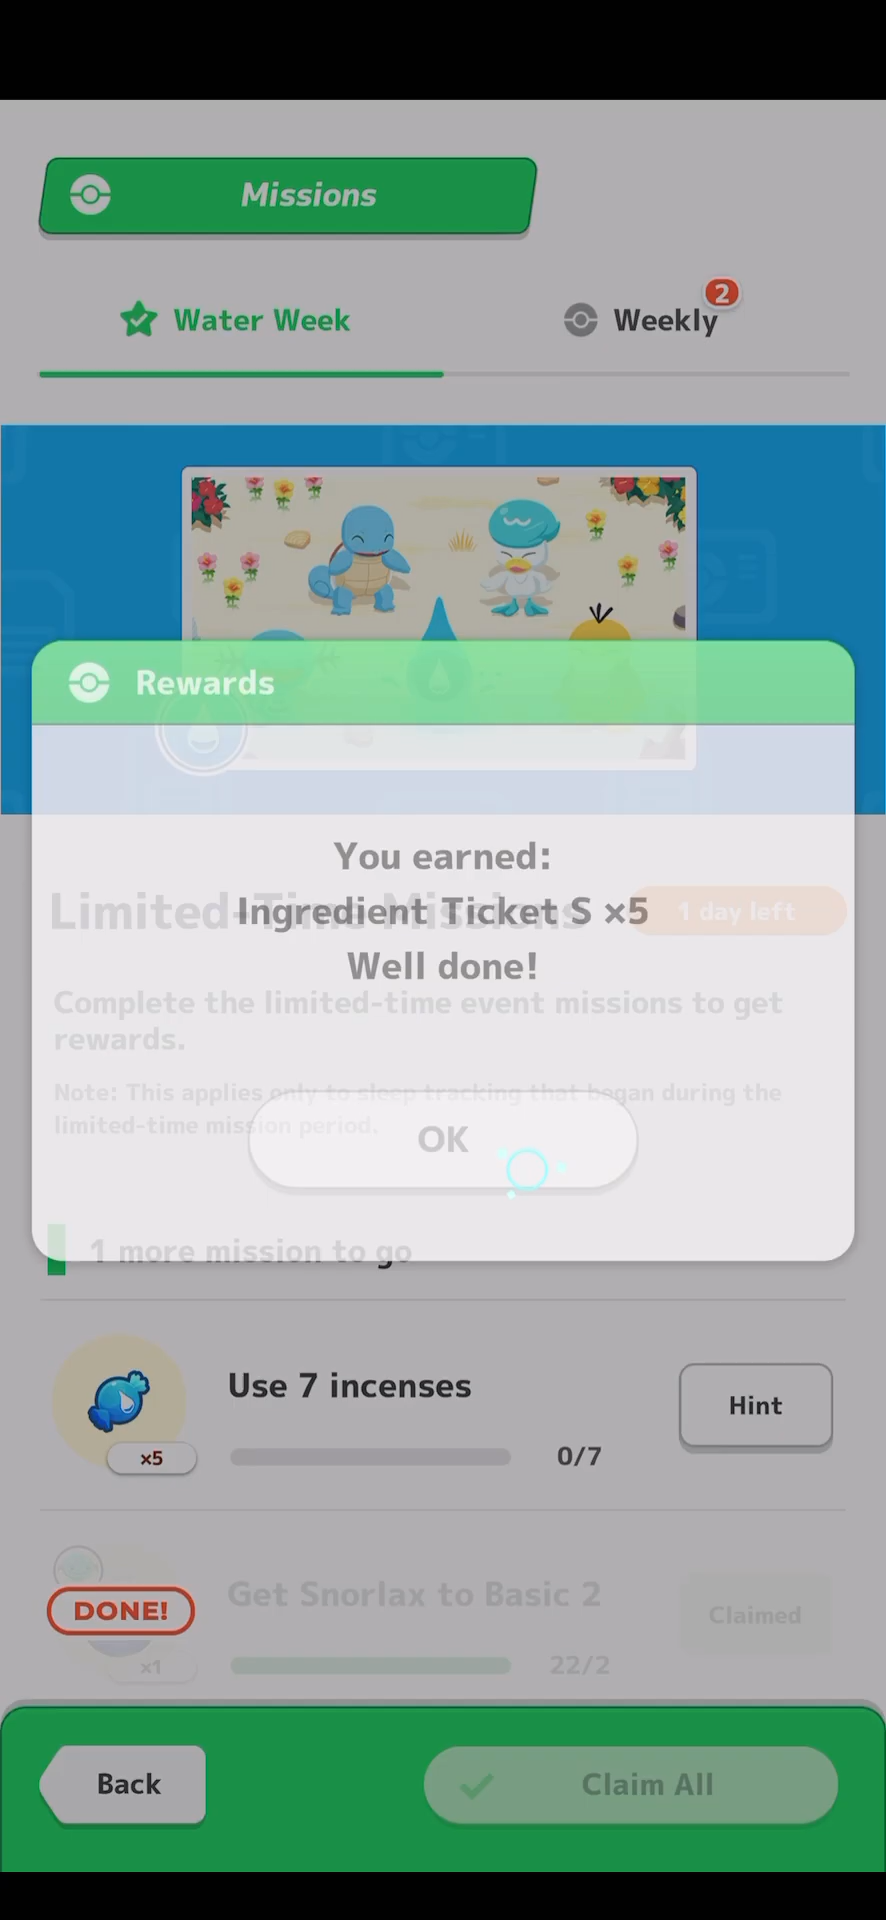 Missions
Water Week
Weekly
2
Rewards
You earned:
Limited-Time Missions
1 day left
Ingredient Ticket S ×5
Well done!
Complete the limited-time event missions to get
rewards.
Note: This applies only to sleep tracking that began during the
limited-time mission period.
OK
1 more mission to go
Use 7 incenses
Hint
×5
0/7
Get Snorlax to Basic 2
DONE!
Claimed
×1
22/2
Back
Claim All